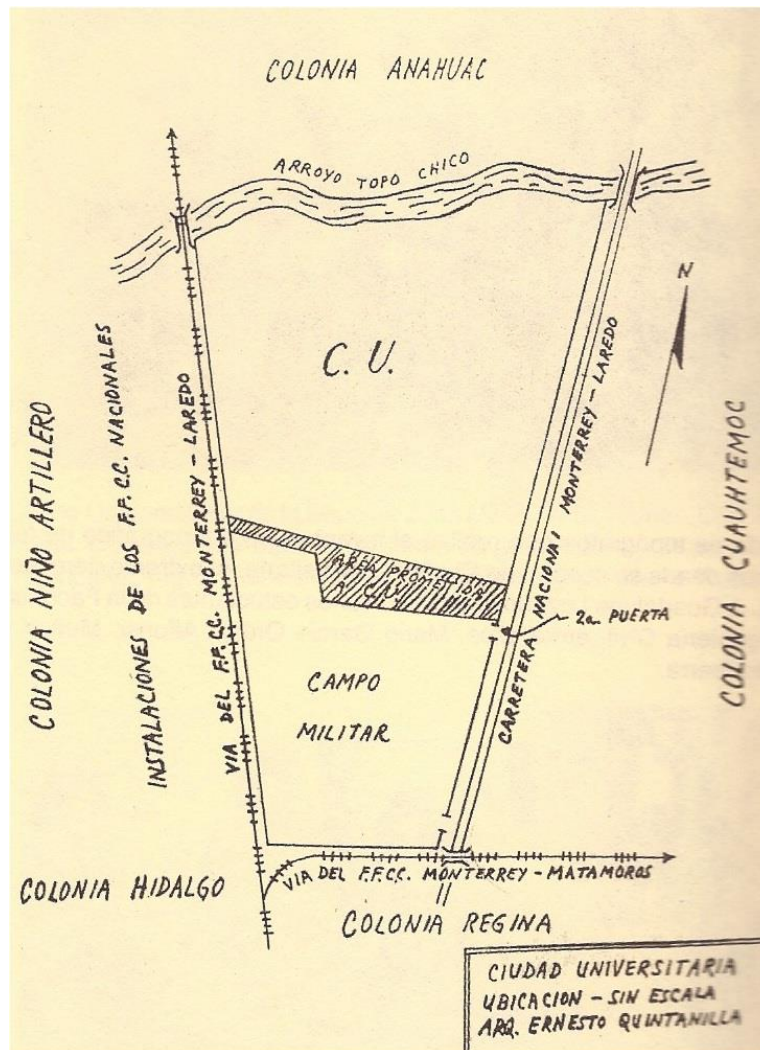 COLONIA ANAHUAC
ARROYO TOPO CHICO
N
C. U.
COLONIA NIÑO ARTILLERO
INSTALACIONES DE LOS F.F.C.C. NACIONALES
VIA DEL F.F.C.C. MONTERREY - LAREDO
CARRETERA NACIONAL MONTERREY - LAREDO
COLONIA CUAUHTEMOC
AREA PROMETIDA
A C.U.
2a. PUERTA
CAMPO
MILITAR
VIA DEL F.F.C.C. MONTERREY - MATAMOROS
COLONIA HIDALGO
COLONIA REGINA
CIUDAD UNIVERSITARIA
UBICACION - SIN ESCALA
ARQ. ERNESTO QUINTANILLA